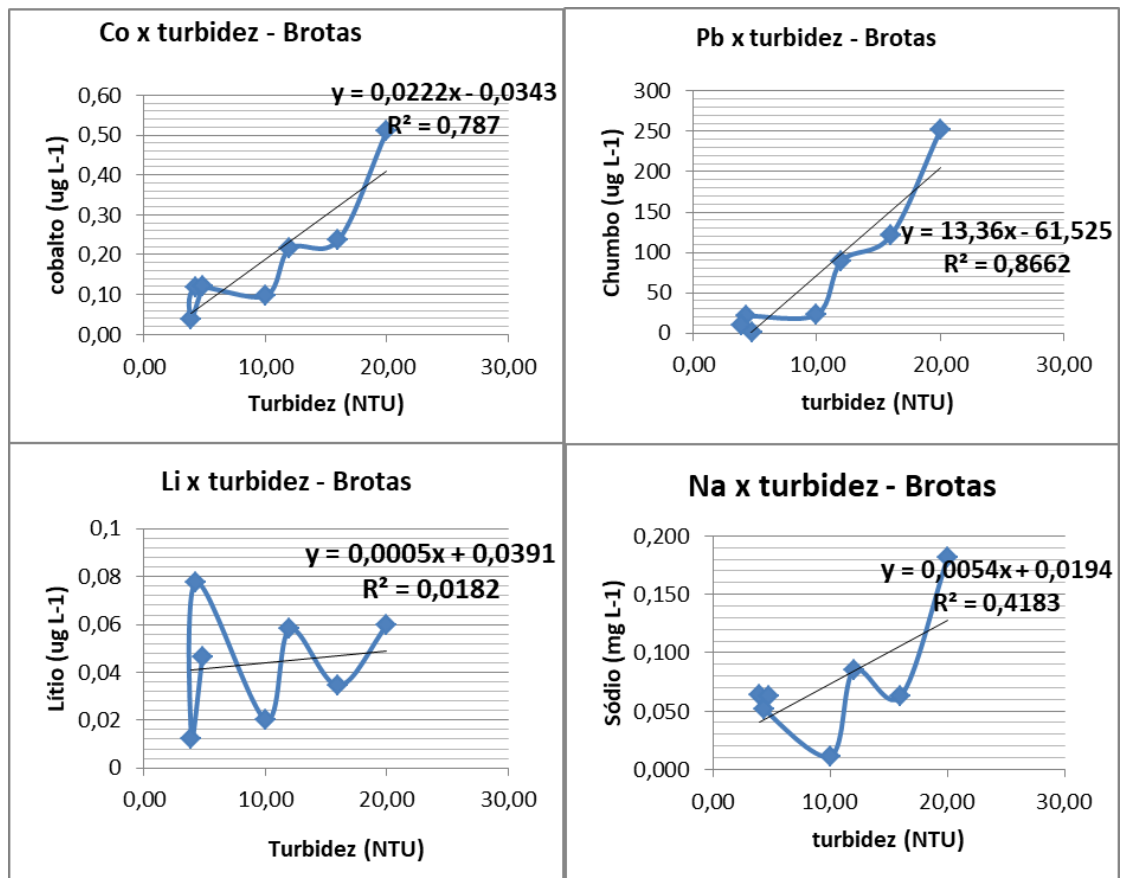 Co x turbidez - Brotas
y = 0,0222x - 0,0343
R² = 0,787
cobalto (ug L-1)
0,60
0,50
0,40
0,30
0,20
0,10
0,00
0,00 10,00 20,00 30,00
Turbidez (NTU)
Pb x turbidez - Brotas
Chumbo (ug L-1)
300
250
200
150
100
50
0
y = 13,36x - 61,525
R² = 0,8662
0,00 10,00 20,00 30,00
turbidez (NTU)
Li x turbidez - Brotas
y = 0,0005x + 0,0391
R² = 0,0182
Lítio (ug L-1)
0,1
0,08
0,06
0,04
0,02
0
0,00 10,00 20,00 30,00
Turbidez (NTU)
Na x turbidez - Brotas
y = 0,0054x + 0,0194
R² = 0,4183
Sódio (mg L-1)
0,200
0,150
0,100
0,050
0,000
0,00 10,00 20,00 30,00
turbidez (NTU)